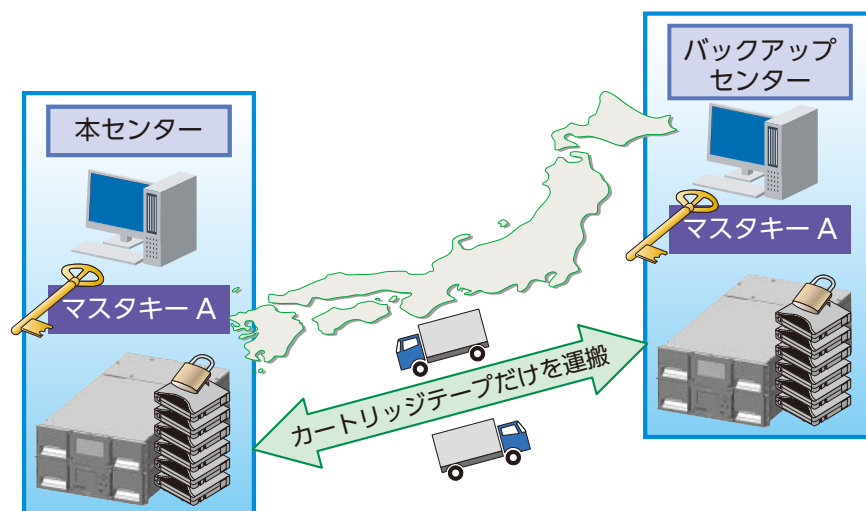 本センター
マスタキー A
カートリッジテープだけを運搬
バックアップ
センター
マスタキー A